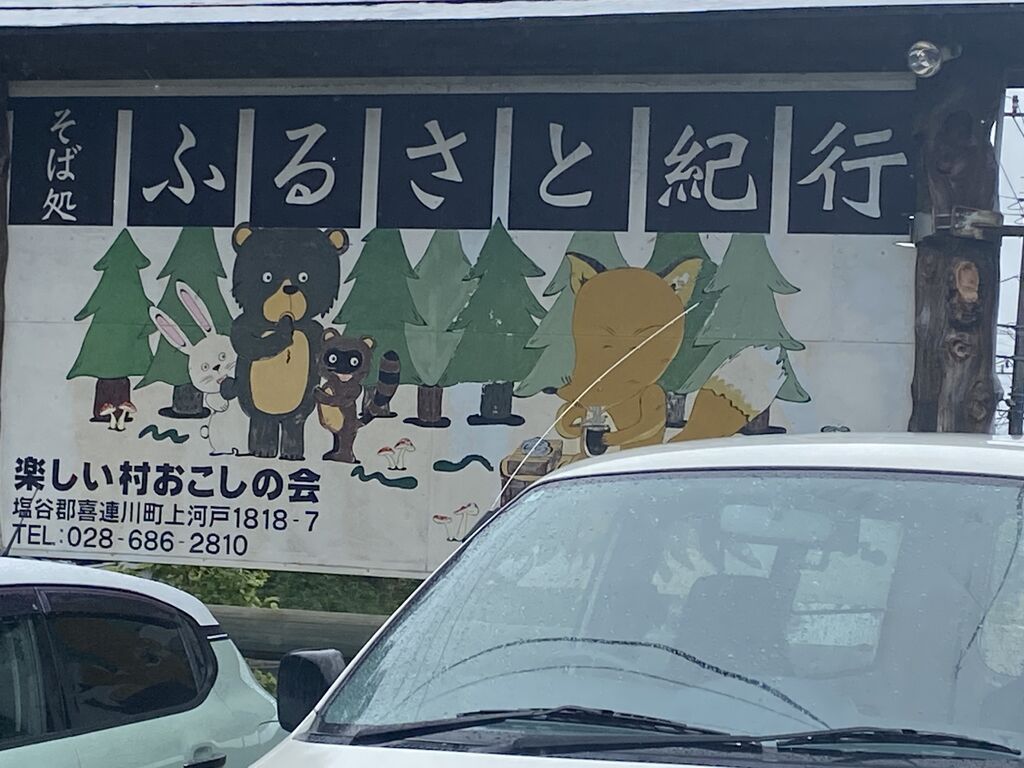 そば処 ふるさと紀行
楽しい村おこしの会
塩谷郡喜連川町上河戸1818-7
TEL:028-686-2810